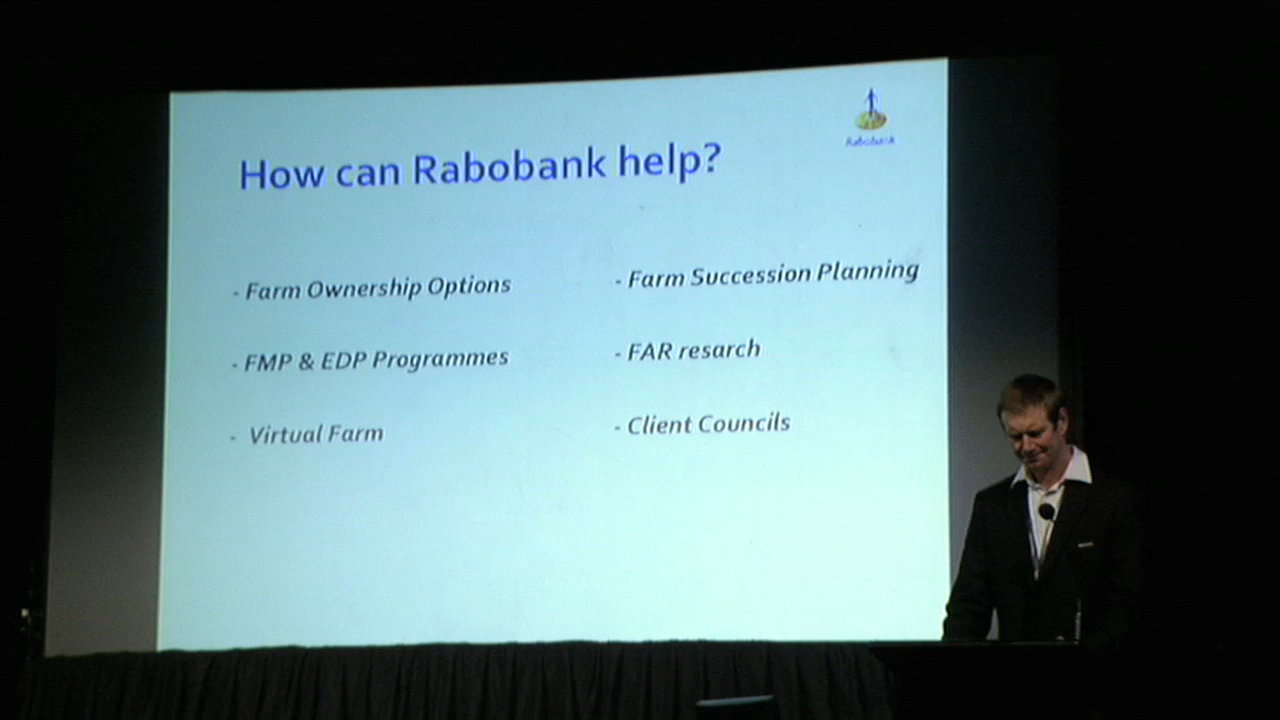 Rabobank
How can Rabobank help?
- Farm Ownership Options
- FMP & EDP Programmes
- Virtual Farm
- Farm Succession Planning
- FAR resarch
- Client Councils